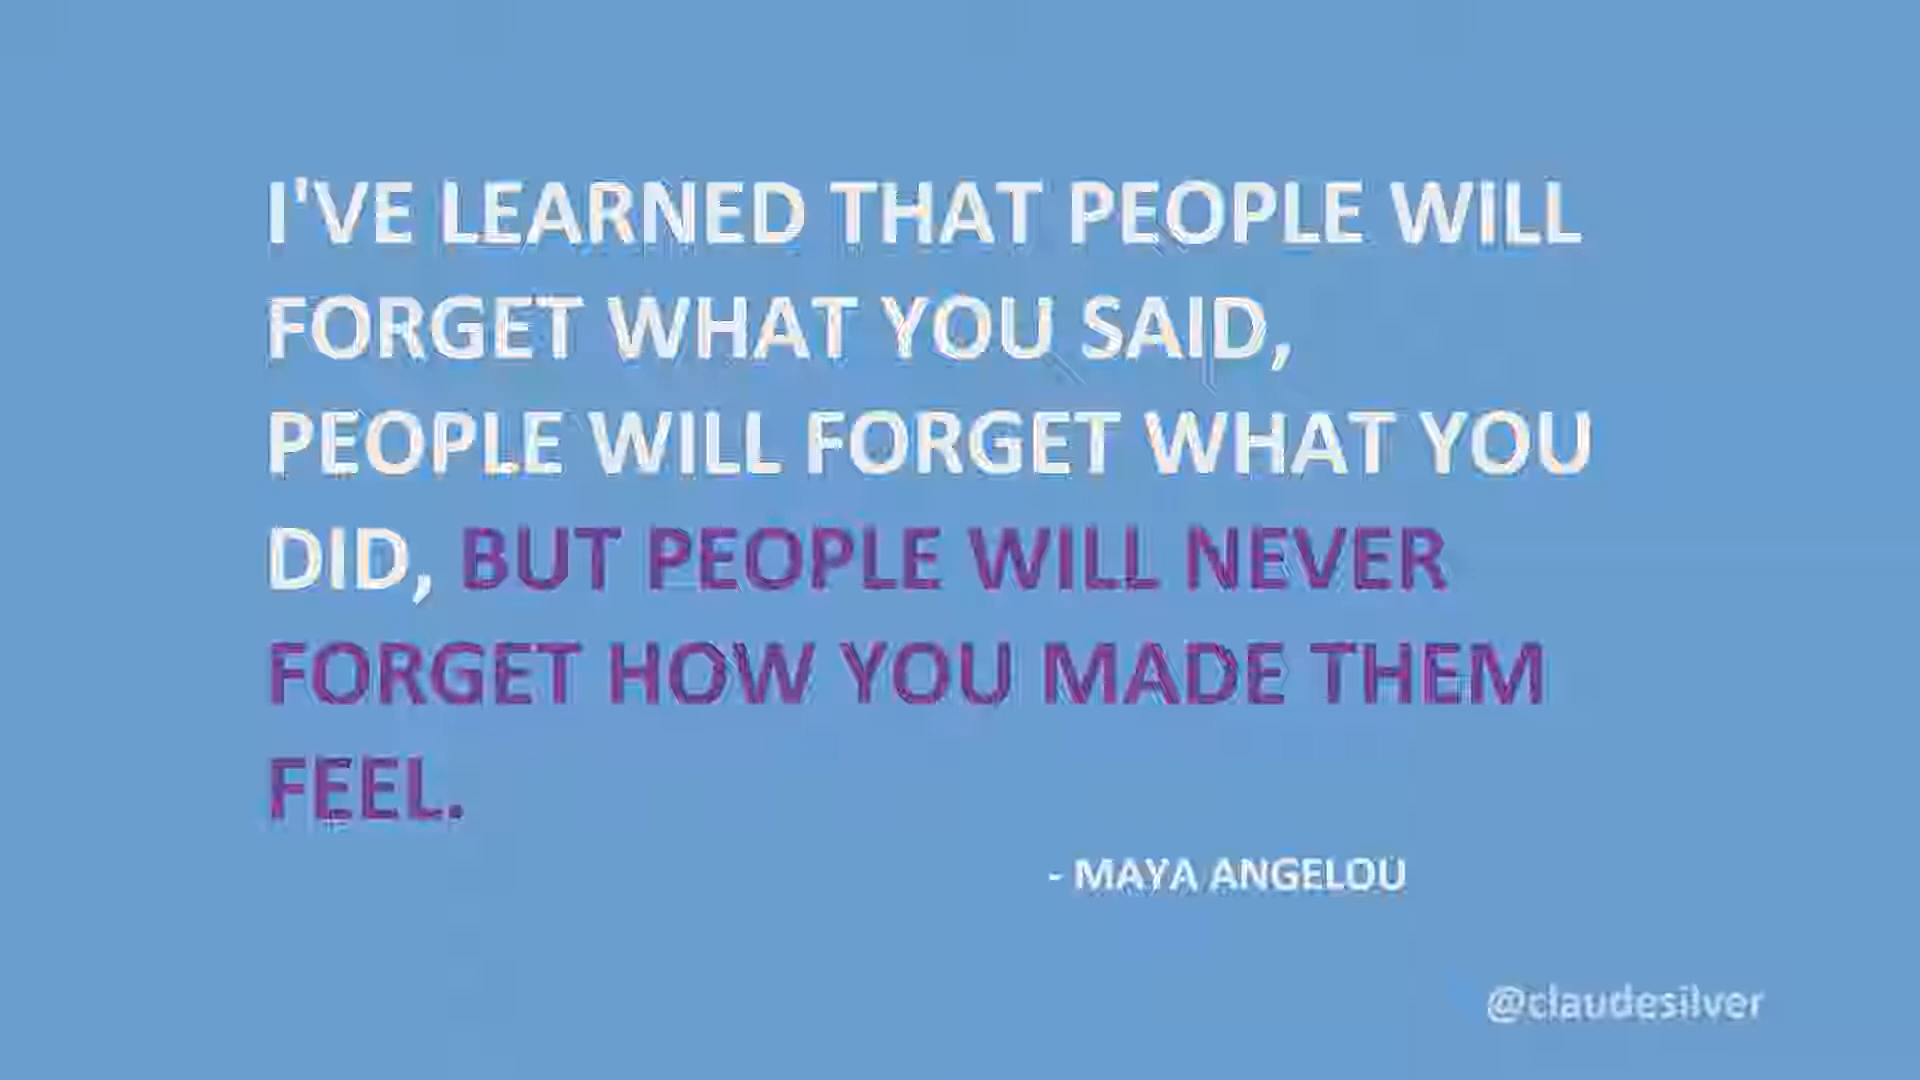 I'VE LEARNED THAT PEOPLE WILL
FORGET WHAT YOU SAID,
PEOPLE WILL FORGET WHAT YOU
DID, BUT PEOPLE WILL NEVER
FORGET HOW YOU MADE THEM
FEEL.
- MAYA ANGELOU
@claudesilver